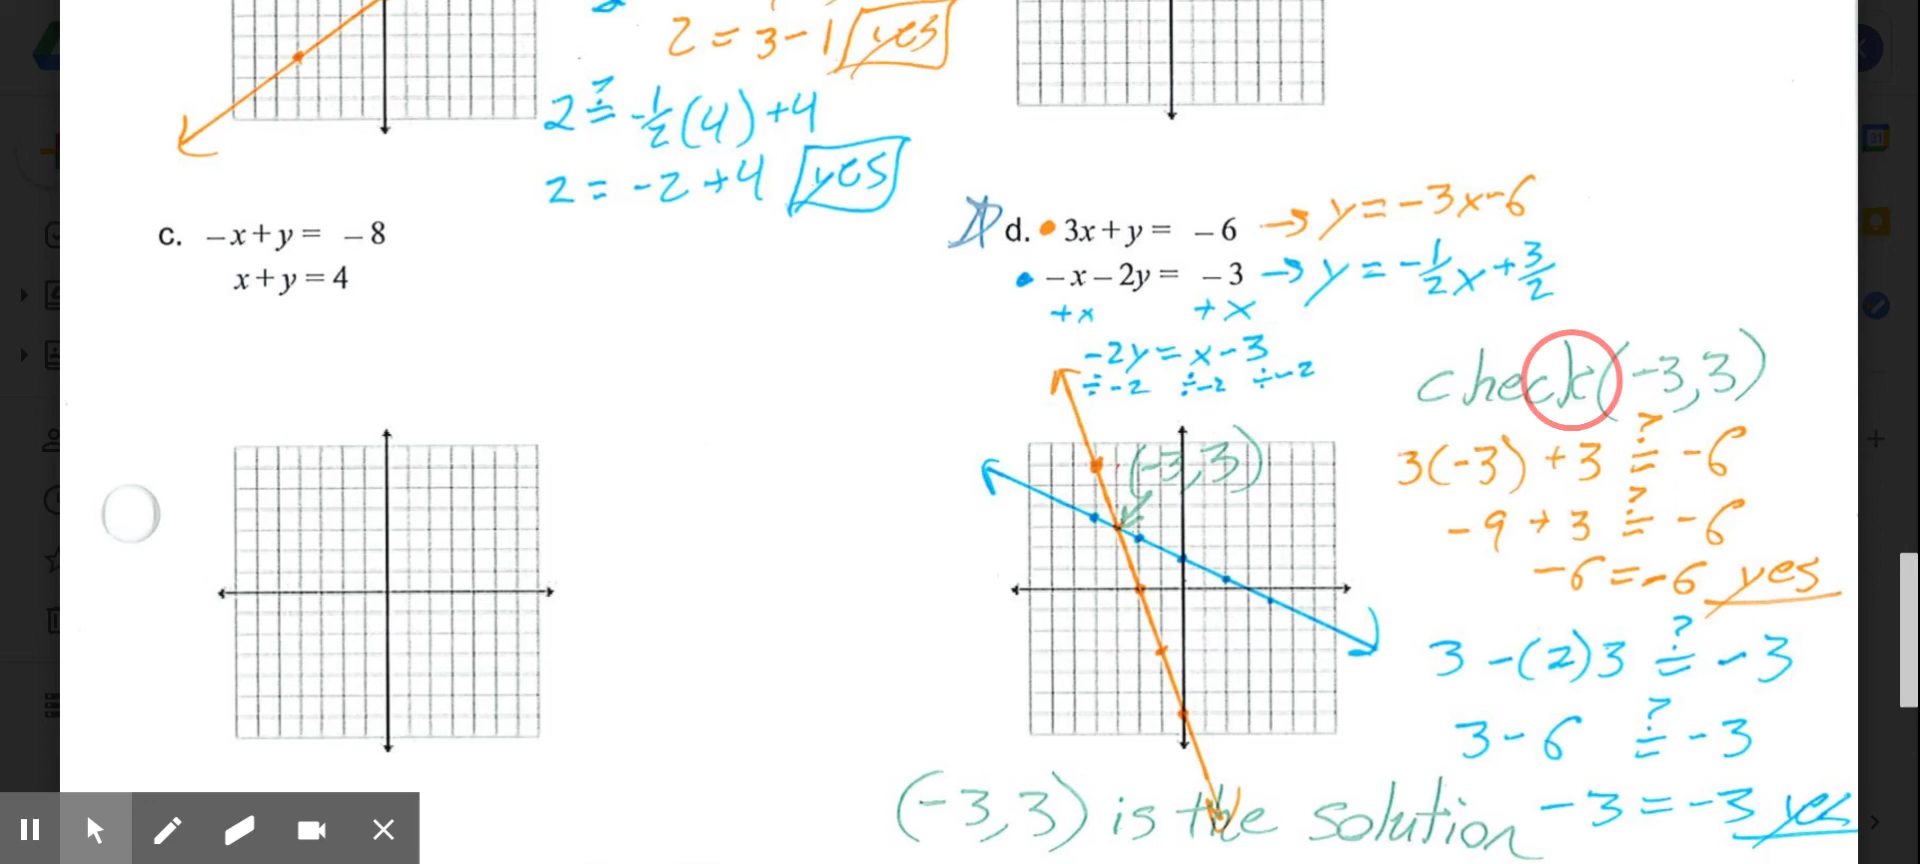 2 = 3 - 1 yes
2 ≟ -1/2(4) + 4
2 = -2 + 4 yes
c. −x + y = −8
x + y = 4
d. 3x + y = −6 → y = -3x - 6
−x − 2y = −3 → y = -1/2x + 3/2
+x +x
-2y = x - 3
÷-2 ÷-2 ÷-2
(-3,3)
check (-3,3)
3(-3) + 3 ≟ -6
-9 + 3 ≟ -6
-6 = -6 yes
3 - (2)3 ≟ -3
3 - 6 ≟ -3
-3 = -3 yes
(-3,3) is the solution
31